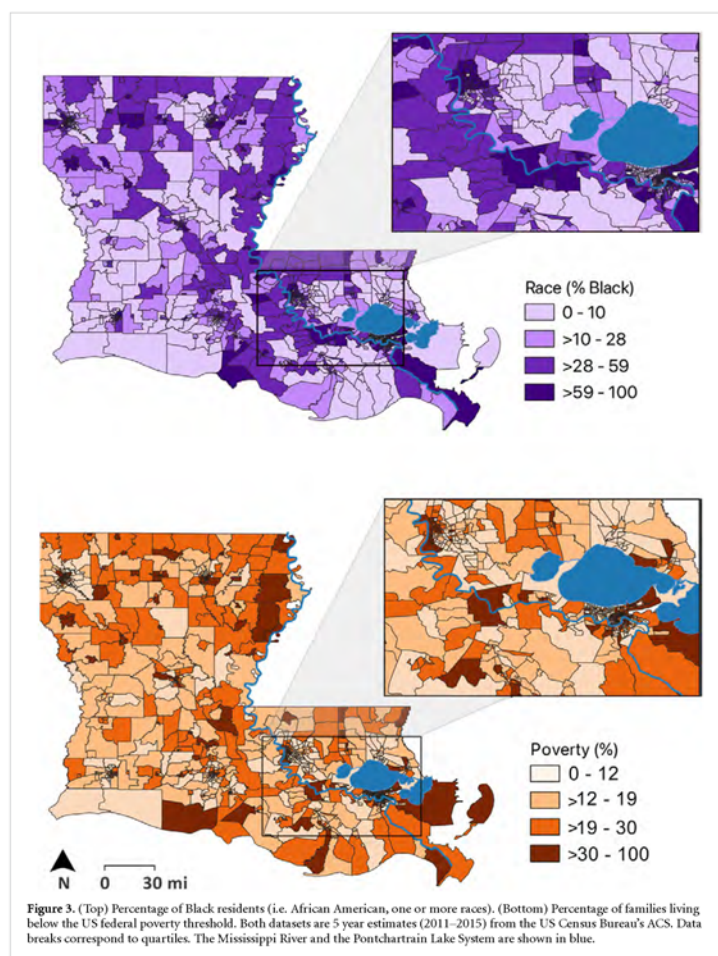 Race (% Black)
0 - 10
>10 - 28
>28 - 59
>59 - 100
Poverty (%)
0 - 12
>12 - 19
>19 - 30
>30 - 100
N
0 30 mi
Figure 3. (Top) Percentage of Black residents (i.e. African American, one or more races). (Bottom) Percentage of families living
below the US federal poverty threshold. Both datasets are 5 year estimates (2011–2015) from the US Census Bureau's ACS. Data
breaks correspond to quartiles. The Mississippi River and the Pontchartrain Lake System are shown in blue.